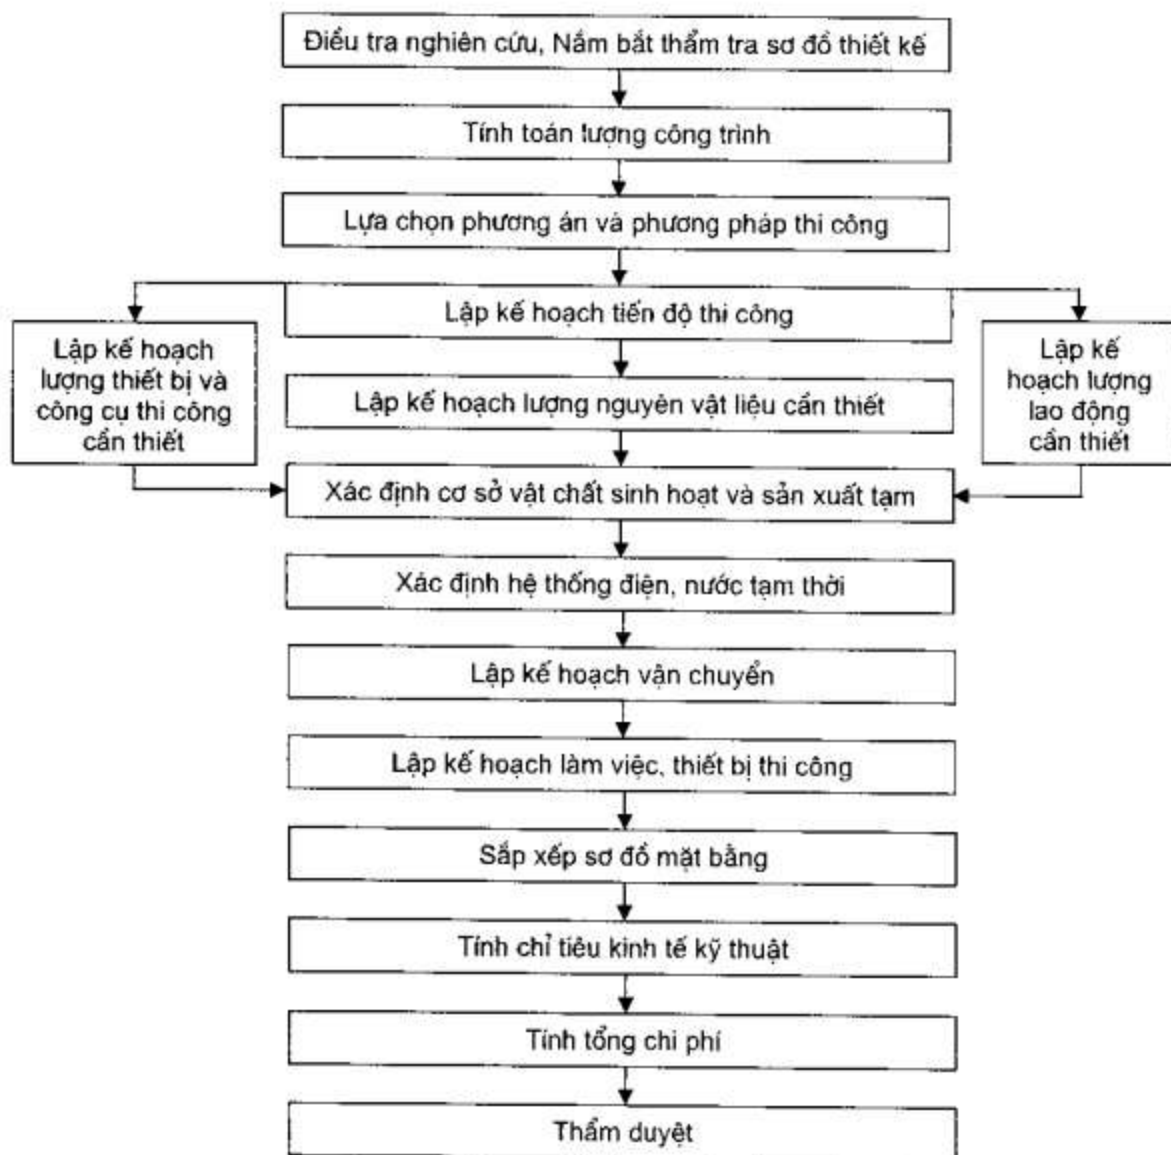 Điều tra nghiên cứu, Nắm bắt thẩm tra sơ đồ thiết kế
Tính toán lượng công trình
Lựa chọn phương án và phương pháp thi công
Lập kế hoạch tiến độ thi công
Lập kế hoạch
lượng thiết bị và
công cụ thi công
cần thiết
Lập kế hoạch lượng nguyên vật liệu cần thiết
Lập kế
hoạch lượng
lao động
cần thiết
Xác định cơ sở vật chất sinh hoạt và sản xuất tạm
Xác định hệ thống điện, nước tạm thời
Lập kế hoạch vận chuyển
Lập kế hoạch làm việc, thiết bị thi công
Sắp xếp sơ đồ mặt bằng
Tính chỉ tiêu kinh tế kỹ thuật
Tính tổng chi phí
Thẩm duyệt